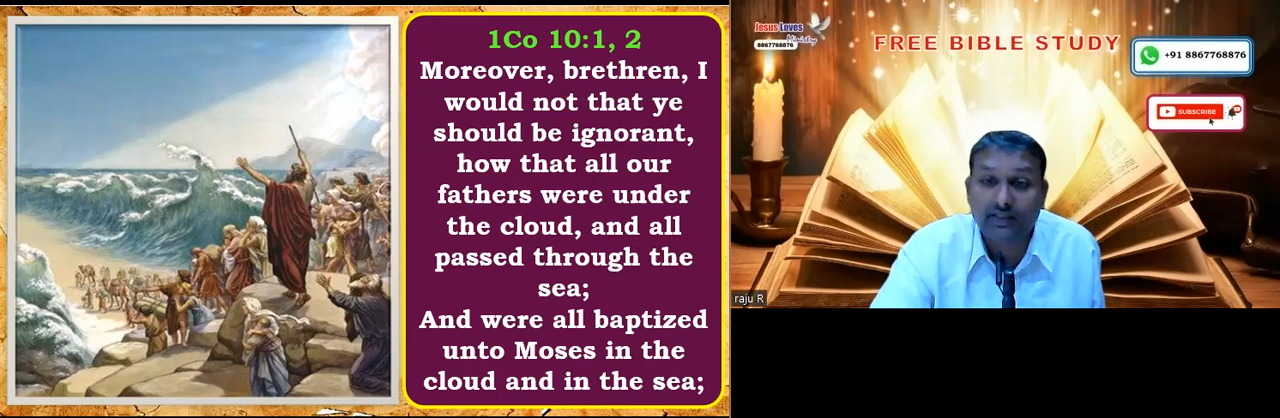 1Co 10:1, 2
Moreover, brethren, I
would not that ye
should be ignorant,
how that all our
fathers were under
the cloud, and all
passed through the
sea;
And were all baptized
unto Moses in the
cloud and in the sea;
Jesus Loves
Ministry
8867768876
FREE BIBLE STUDY
+91 8867768876
SUBSCRIBE
raju R